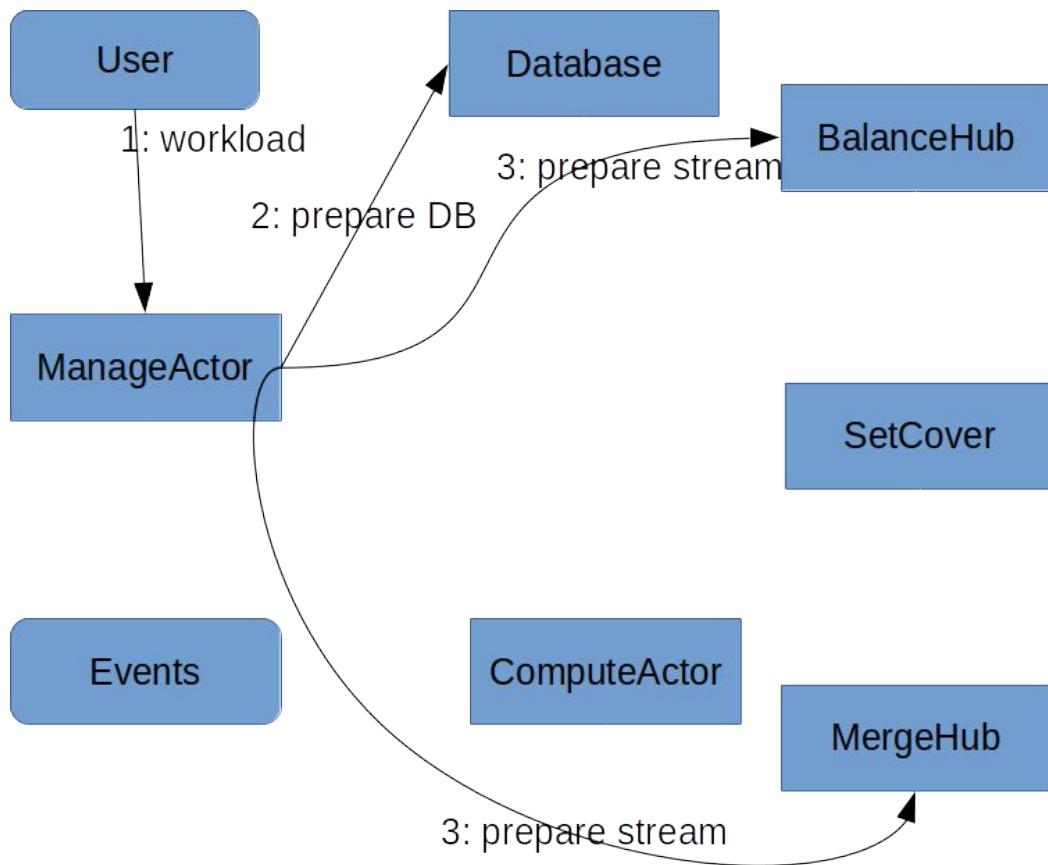 User
Database
1: workload
BalanceHub
3: prepare stream
2: prepare DB
ManageActor
SetCover
Events
ComputeActor
MergeHub
3: prepare stream